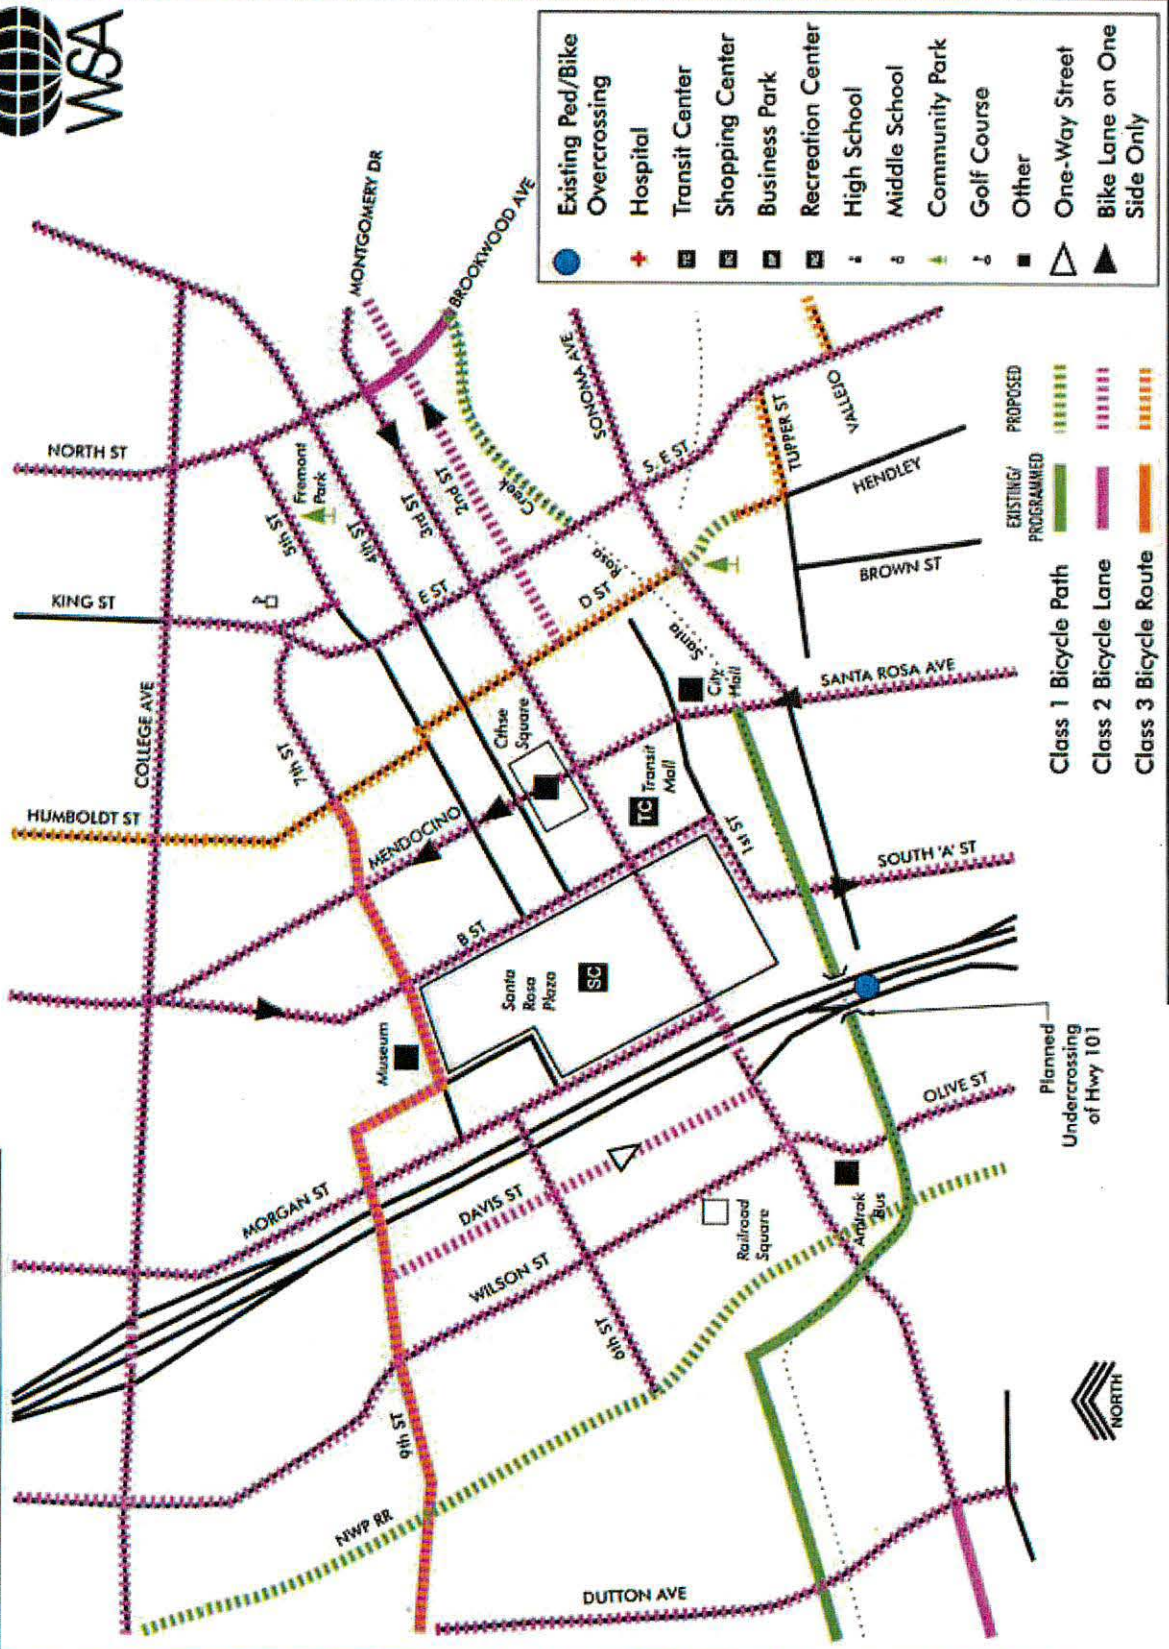 WSA
MONTGOMERY DR
BROOKWOOD AVE
NORTH ST
Fremont
Park
5th ST
4th ST
3rd ST
2nd ST
Creek
SONOMA AVE
S. E ST
TUPPER ST
VALLEJO
HENDLEY
BROWN ST
KING ST
E ST
Rosa
Santa
D ST
COLLEGE AVE
7th ST
HUMBOLDT ST
Cthse
Square
MENDOCINO
City
Hall
SANTA ROSA AVE
TC
Transit
Mall
1st ST
SOUTH 'A' ST
B ST
Santa
Rosa
Plaza
SC
Museum
MORGAN ST
DAVIS ST
WILSON ST
6th ST
9th ST
NWP RR
DUTTON AVE
Railroad
Square
Amtrak
Bus
OLIVE ST
Planned
Undercrossing
of Hwy 101
NORTH
Existing Ped/Bike
Overcrossing
Hospital
TC Transit Center
SC Shopping Center
BP Business Park
RC Recreation Center
High School
Middle School
Community Park
Golf Course
Other
One-Way Street
Bike Lane on One
Side Only
EXISTING/
PROGRAMMED
PROPOSED
Class 1 Bicycle Path
Class 2 Bicycle Lane
Class 3 Bicycle Route